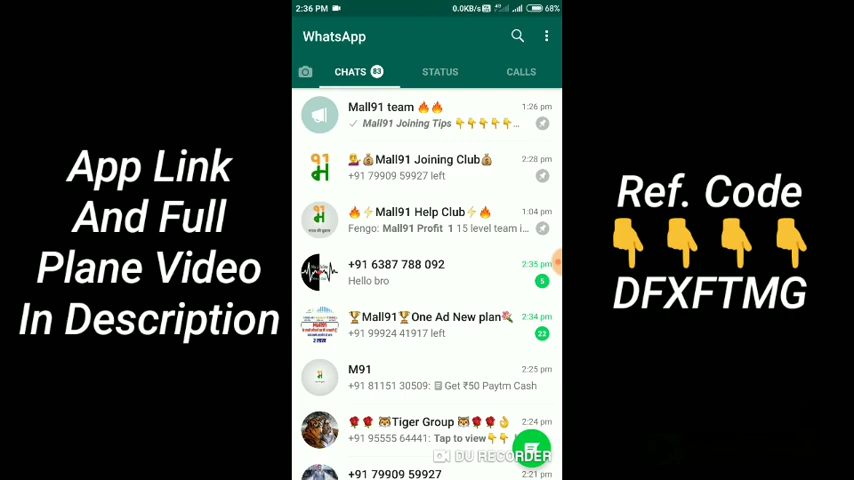 2:36 PM 0.0KB/s 4G 68%
WhatsApp
CHATS 83 STATUS CALLS
Mall91 team 🔥🔥 1:26 pm
✓ Mall91 Joining Tips 👇👇👇👇👇...
💁💰Mall91 Joining Club💰 2:28 pm
+91 79909 59927 left
🔥⚡Mall91 Help Club⚡🔥 1:04 pm
Fengo: Mall91 Profit 1 15 level team i...
+91 6387 788 092 2:35 pm
Hello bro 5
🏆Mall91🏆One Ad New plan💐 2:34 pm
+91 99924 41917 left 22
M91 2:25 pm
+91 81151 30509: Get ₹50 Paytm Cash
🌹🌹 🐯Tiger Group 🐯🌹🌹👌 2:24 pm
+91 95555 64441: Tap to view👇👇
DU RECORDER
+91 79909 59927 2:21 pm
App Link
And Full
Plane Video
In Description
Ref. Code
👇👇👇👇
DFXFTMG